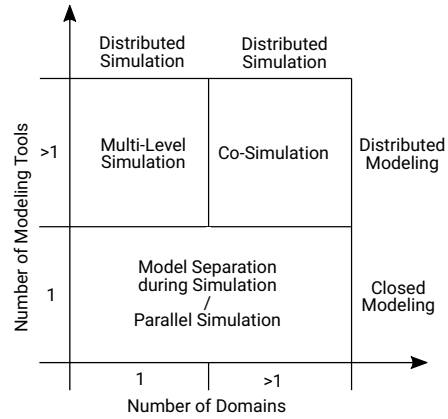 Distributed
Simulation
Distributed
Simulation
Number of Modeling Tools
>1
Multi-Level
Simulation
Co-Simulation
Distributed
Modeling
1
Model Separation
during Simulation
/
Parallel Simulation
Closed
Modeling
1
>1
Number of Domains